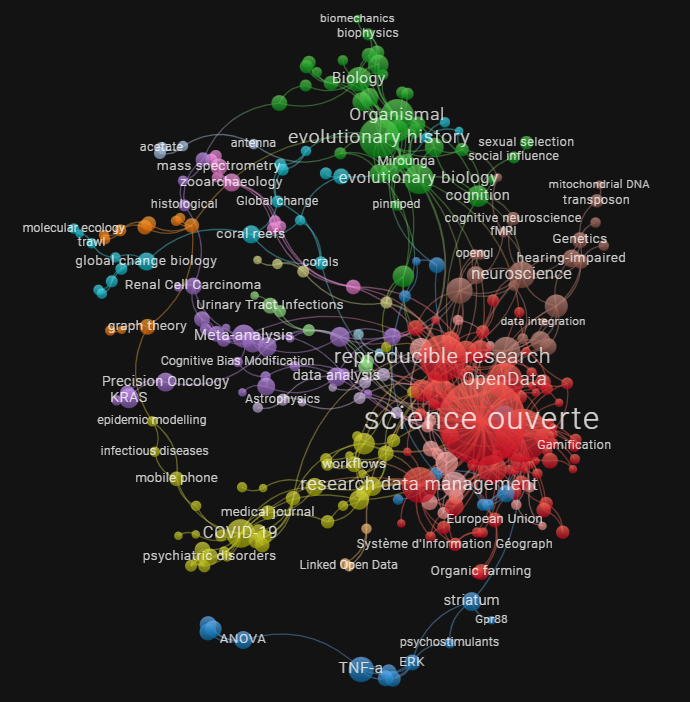 biomechanics
biophysics
Biology
Organismal
evolutionary history
antenna
acetate
sexual selection
social influence
Mirounga
mass spectrometry
zooarchaeology
evolutionary biology
mitochondrial DNA
cognition
transposon
Global change
histological
pinniped
cognitive neuroscience
molecular ecology
fMRI
coral reefs
trawl
Genetics
opengl
hearing-impaired
global change biology
corals
neuroscience
Renal Cell Carcinoma
Urinary Tract Infections
data integration
graph theory
Meta-analysis
reproducible research
Cognitive Bias Modification
data analysis
OpenData
Precision Oncology
KRAS
Astrophysics
science ouverte
epidemic modelling
Gamification
infectious diseases
workflows
mobile phone
research data management
medical journal
European Union
COVID-19
Système d'Information Géograph
psychiatric disorders
Linked Open Data
Organic farming
striatum
Gpr88
ANOVA
psychostimulants
ERK
TNF-a